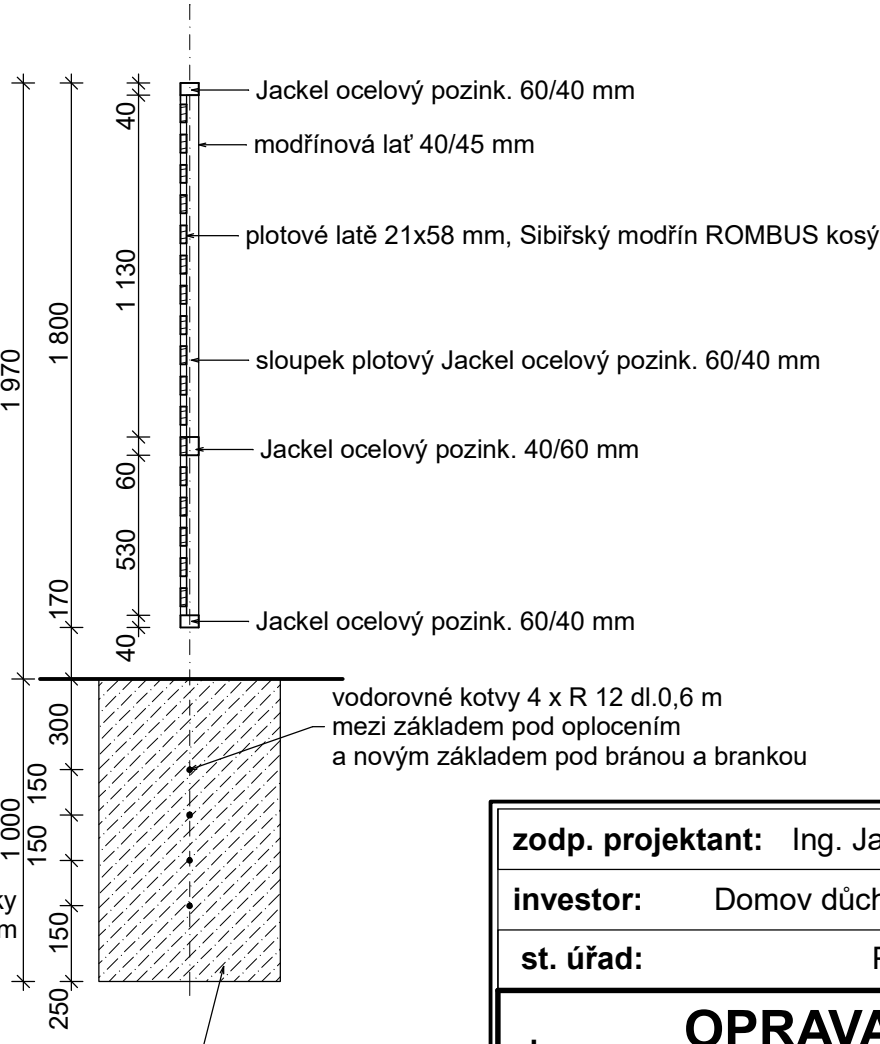 Jackel ocelový pozink. 60/40 mm
40
modřínová lať 40/45 mm
plotové latě 21x58 mm, Sibiřský modřín ROMBUS kosý
1 130
1 800
1 970
sloupek plotový Jackel ocelový pozink. 60/40 mm
Jackel ocelový pozink. 40/60 mm
60
530
170
Jackel ocelový pozink. 60/40 mm
40
vodorovné kotvy 4 x R 12 dl.0,6 m
mezi základem pod oplocením
a novým základem pod bránou a brankou
300
150
150
150
1 000
250
ky
m
zodp. projektant: Ing. Ja
investor: Domov důch
st. úřad:
OPRAVA